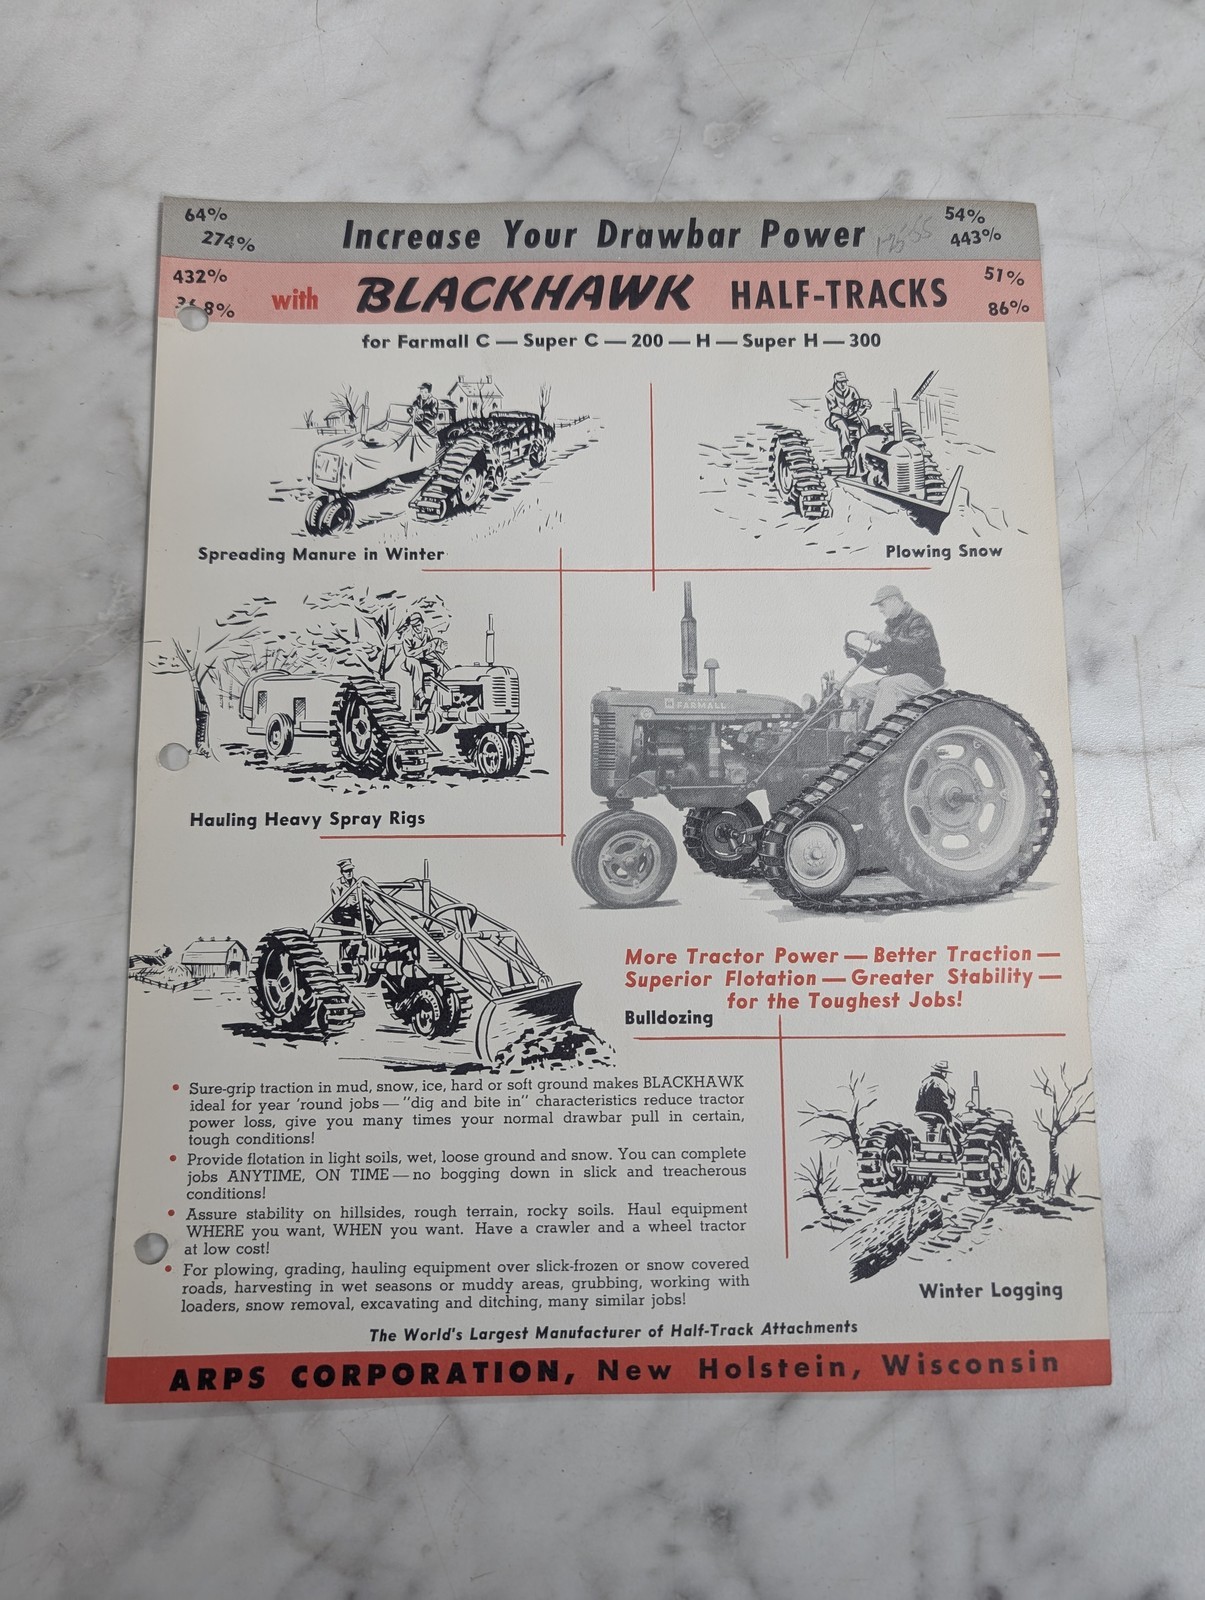 64%
274%
Increase Your Drawbar Power
54%
443%
432%
with BLACKHAWK HALF-TRACKS
51%
86%
for Farmall C — Super C — 200 — H — Super H — 300
Spreading Manure in Winter
Plowing Snow
FARMALL
Hauling Heavy Spray Rigs
More Tractor Power — Better Traction —
Superior Flotation — Greater Stability —
for the Toughest Jobs!
Bulldozing
• Sure-grip traction in mud, snow, ice, hard or soft ground makes BLACKHAWK
ideal for year 'round jobs — "dig and bite in" characteristics reduce tractor
power loss, give you many times your normal drawbar pull in certain,
tough conditions!
• Provide flotation in light soils, wet, loose ground and snow. You can complete
jobs ANYTIME, ON TIME — no bogging down in slick and treacherous
conditions!
• Assure stability on hillsides, rough terrain, rocky soils. Haul equipment
WHERE you want, WHEN you want. Have a crawler and a wheel tractor
at low cost!
• For plowing, grading, hauling equipment over slick-frozen or snow covered
roads, harvesting in wet seasons or muddy areas, grubbing, working with
loaders, snow removal, excavating and ditching, many similar jobs!
Winter Logging
The World's Largest Manufacturer of Half-Track Attachments
ARPS CORPORATION, New Holstein, Wisconsin